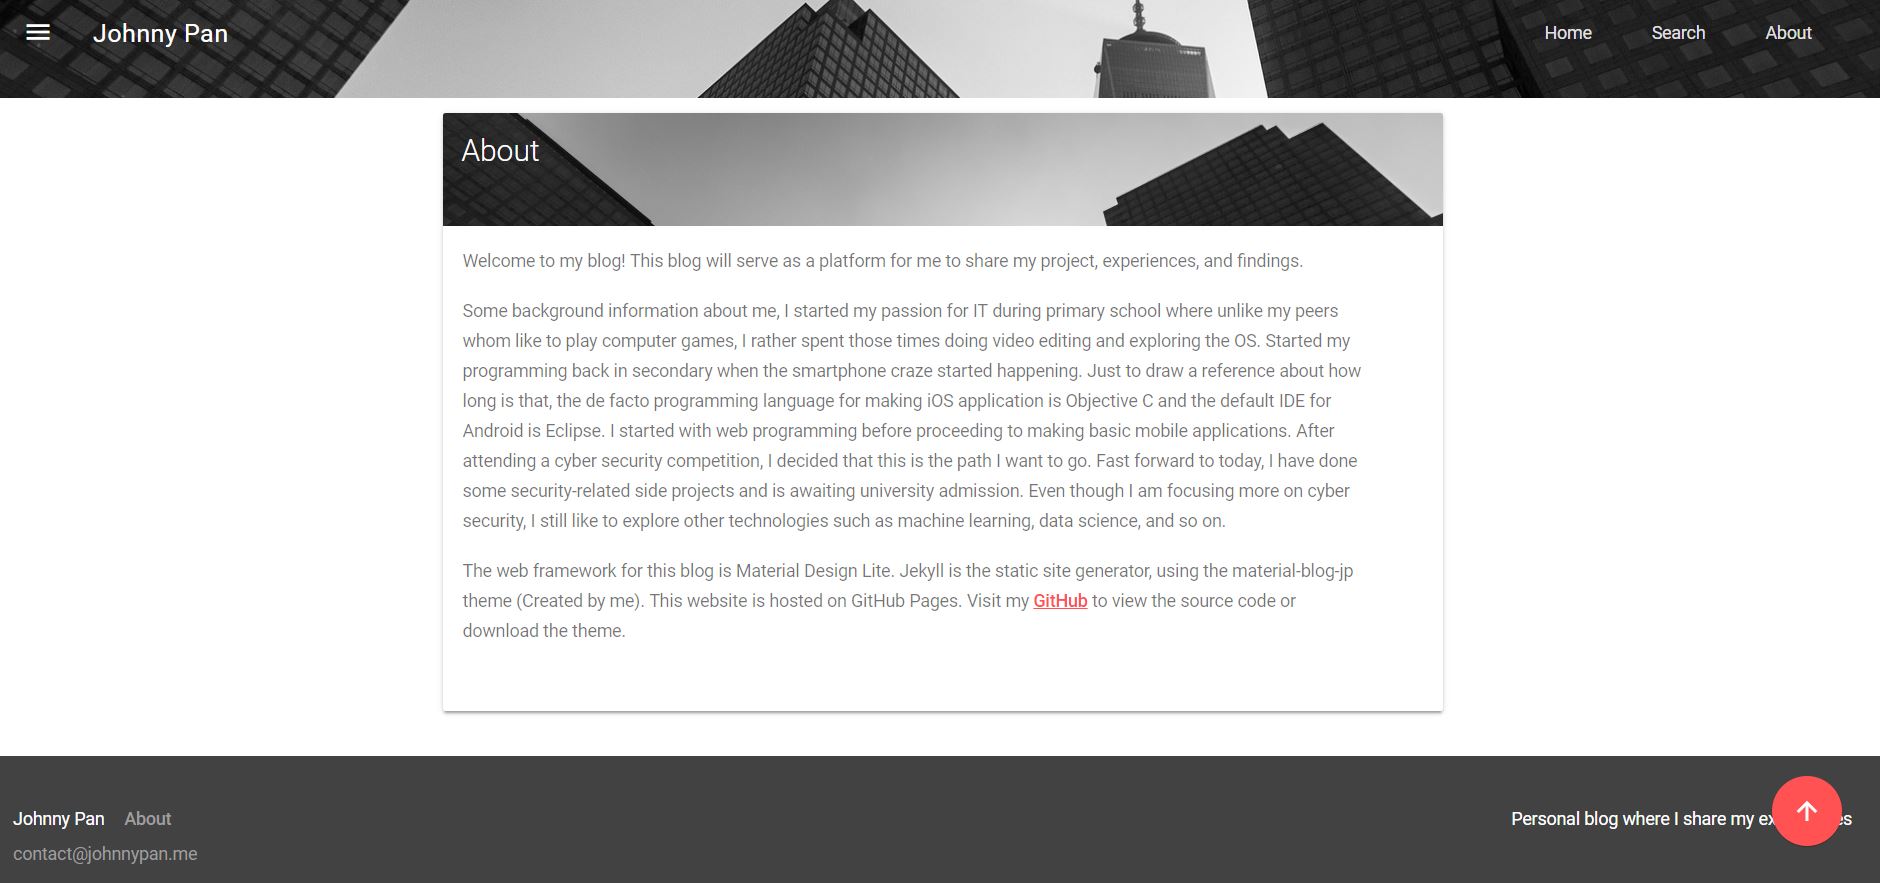 Johnny Pan
Home
Search
About
About
Welcome to my blog! This blog will serve as a platform for me to share my project, experiences, and findings.
Some background information about me, I started my passion for IT during primary school where unlike my peers
whom like to play computer games, I rather spent those times doing video editing and exploring the OS. Started my
programming back in secondary when the smartphone craze started happening. Just to draw a reference about how
long is that, the de facto programming language for making iOS application is Objective C and the default IDE for
Android is Eclipse. I started with web programming before proceeding to making basic mobile applications. After
attending a cyber security competition, I decided that this is the path I want to go. Fast forward to today, I have done
some security-related side projects and is awaiting university admission. Even though I am focusing more on cyber
security, I still like to explore other technologies such as machine learning, data science, and so on.
The web framework for this blog is Material Design Lite. Jekyll is the static site generator, using the material-blog-jp
theme (Created by me). This website is hosted on GitHub Pages. Visit my GitHub to view the source code or
download the theme.
Johnny Pan About
contact@johnnypan.me
Personal blog where I share my